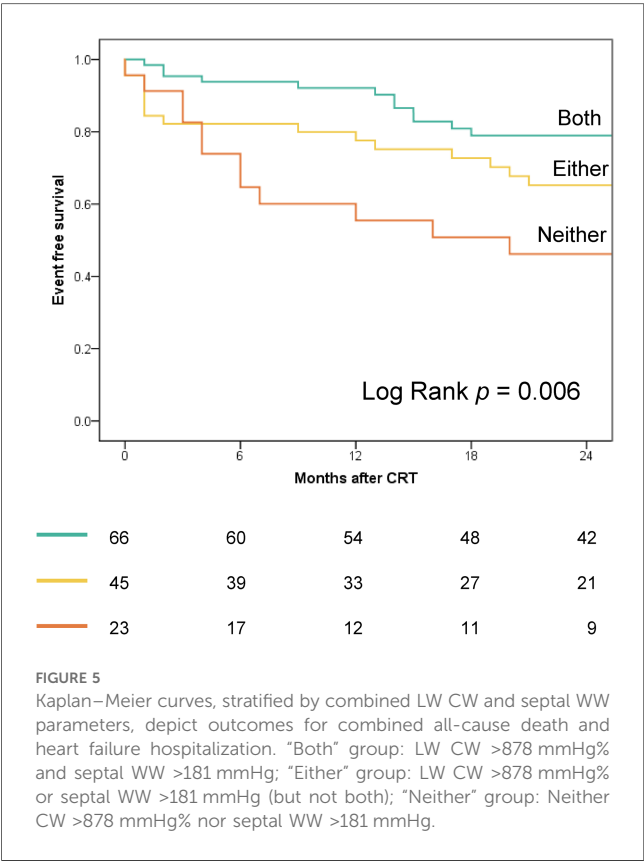 1.0
0.8
0.6
0.4
0.2
0.0
Event free survival
Both
Either
Neither
Log Rank p = 0.006
0 6 12 18 24
Months after CRT
66 60 54 48 42
45 39 33 27 21
23 17 12 11 9
FIGURE 5
Kaplan–Meier curves, stratified by combined LW CW and septal WW
parameters, depict outcomes for combined all-cause death and
heart failure hospitalization. “Both” group: LW CW >878 mmHg%
and septal WW >181 mmHg; “Either” group: LW CW >878 mmHg%
or septal WW >181 mmHg (but not both); “Neither” group: Neither
CW >878 mmHg% nor septal WW >181 mmHg.